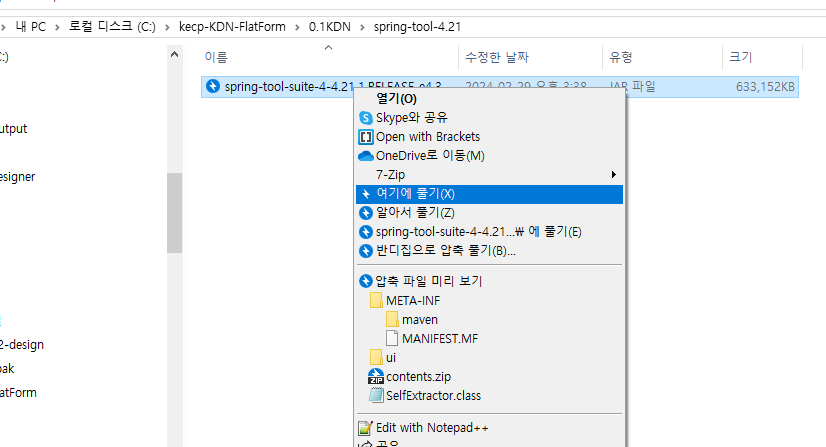 내 PC > 로컬 디스크 (C:) > kecp-KDN-FlatForm > 0.1KDN > spring-tool-4.21
C:)
utput
esigner
2-design
oak
atForm
이름 수정한 날짜 유형 크기
spring-tool-suite-4-4.21.1.RELEASE-e4.3 2024-02-29 오후 3:38 JAR 파일 633,152KB
열기(O)
Skype와 공유
Open with Brackets
OneDrive로 이동(M)
7-Zip
여기에 풀기(X)
알아서 풀기(Z)
spring-tool-suite-4-4.21...₩ 에 풀기(E)
반디집으로 압축 풀기(B)...
압축 파일 미리 보기
META-INF
maven
MANIFEST.MF
ui
contents.zip
SelfExtractor.class
Edit with Notepad++
공유